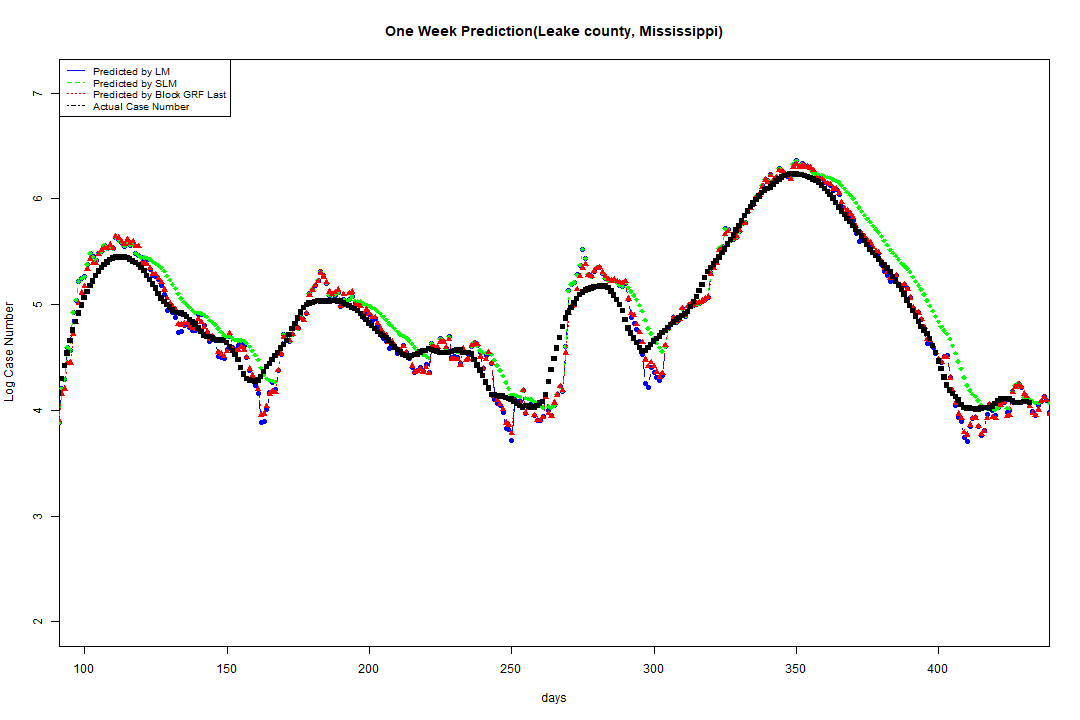 One Week Prediction(Leake county, Mississippi)
Predicted by LM
Predicted by SLM
Predicted by Block GRF Last
Actual Case Number
7
6
5
4
3
2
Log Case Number
100 150 200 250 300 350 400
days